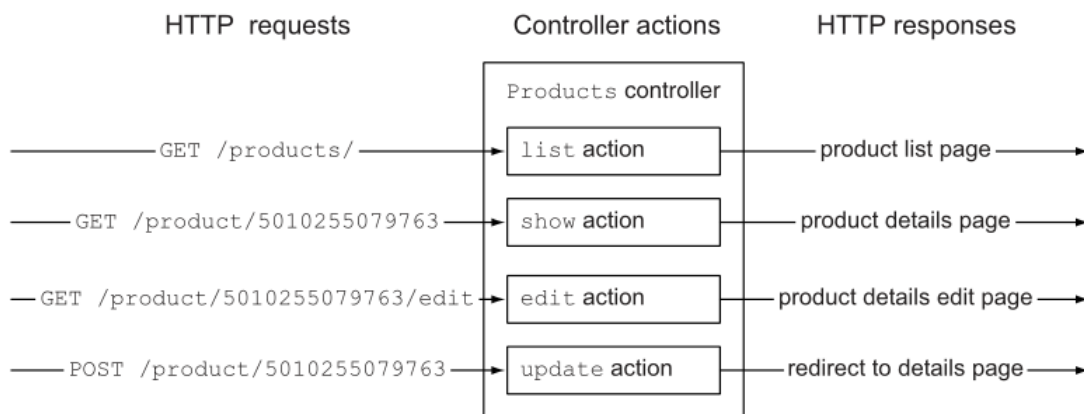 HTTP requests Controller actions HTTP responses
Products controller
GET /products/ list action product list page
GET /product/5010255079763 show action product details page
GET /product/5010255079763/edit edit action product details edit page
POST /product/5010255079763 update action redirect to details page